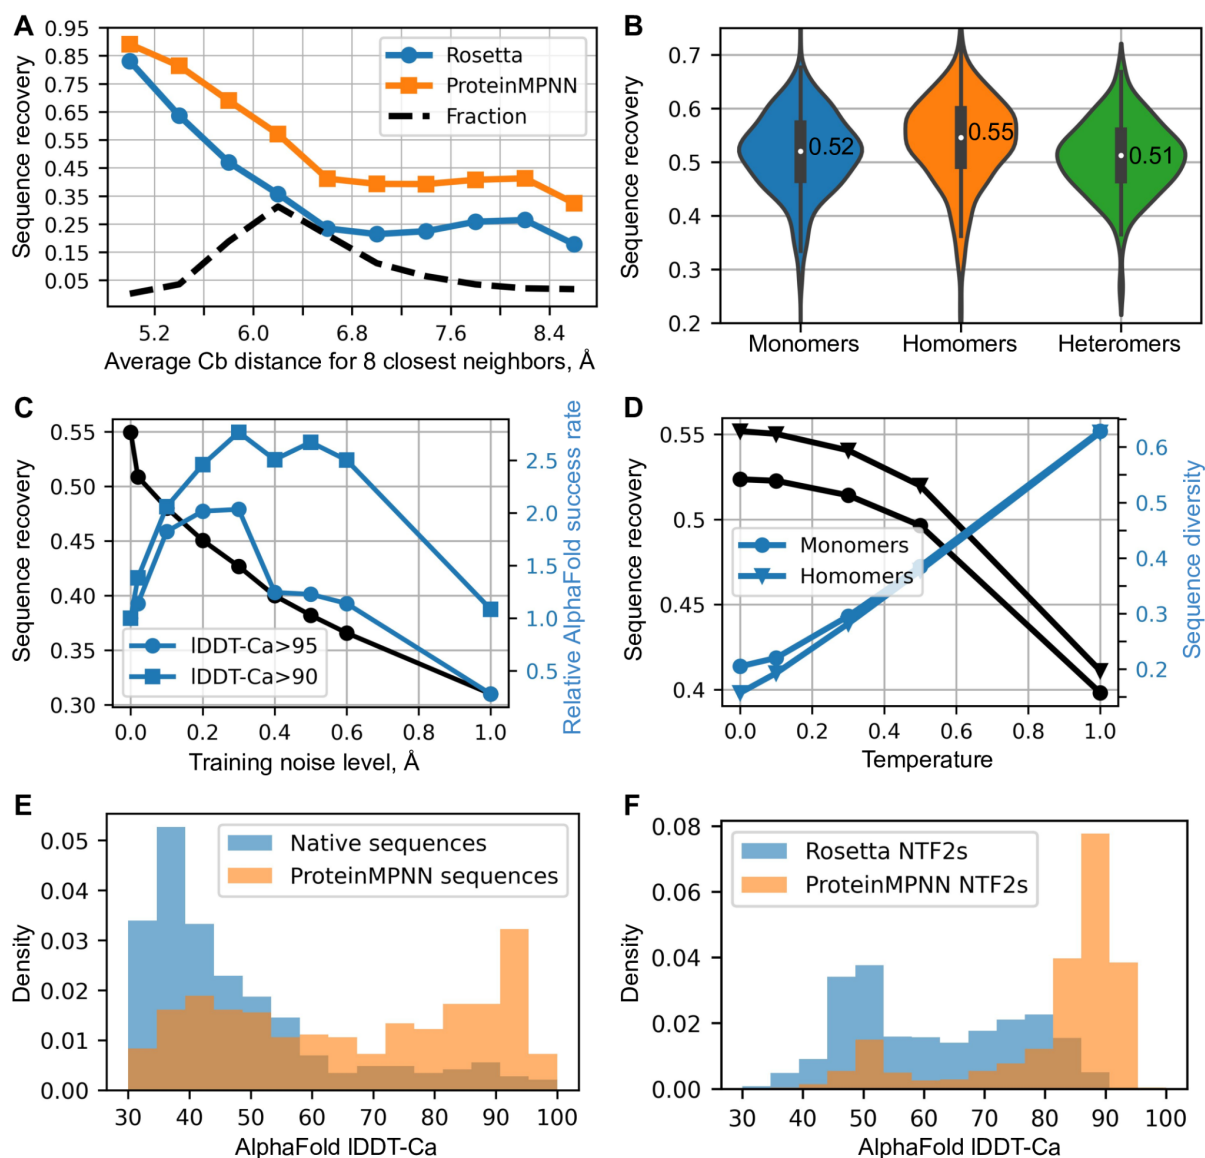 A
Sequence recovery
0.95
0.85
0.75
0.65
0.55
0.45
0.35
0.25
0.15
0.05
Rosetta
ProteinMPNN
Fraction
5.2 6.0 6.8 7.6 8.4
Average Cb distance for 8 closest neighbors, Å
B
Sequence recovery
0.7
0.6
0.5
0.4
0.3
0.2
0.52
0.55
0.51
Monomers Homomers Heteromers
C
Sequence recovery
0.55
0.50
0.45
0.40
0.35
0.30
lDDT-Ca>95
lDDT-Ca>90
2.5
2.0
1.5
1.0
0.5
Relative AlphaFold success rate
0.0 0.2 0.4 0.6 0.8 1.0
Training noise level, Å
D
Sequence recovery
0.55
0.5
0.45
0.4
Monomers
Homomers
0.6
0.5
0.4
0.3
0.2
Sequence diversity
0.0 0.2 0.4 0.6 0.8 1.0
Temperature
E
Density
0.05
0.04
0.03
0.02
0.01
0.00
Native sequences
ProteinMPNN sequences
30 40 50 60 70 80 90 100
AlphaFold lDDT-Ca
F
Density
0.08
0.06
0.04
0.02
0.00
Rosetta NTF2s
ProteinMPNN NTF2s
30 40 50 60 70 80 90 100
AlphaFold lDDT-Ca